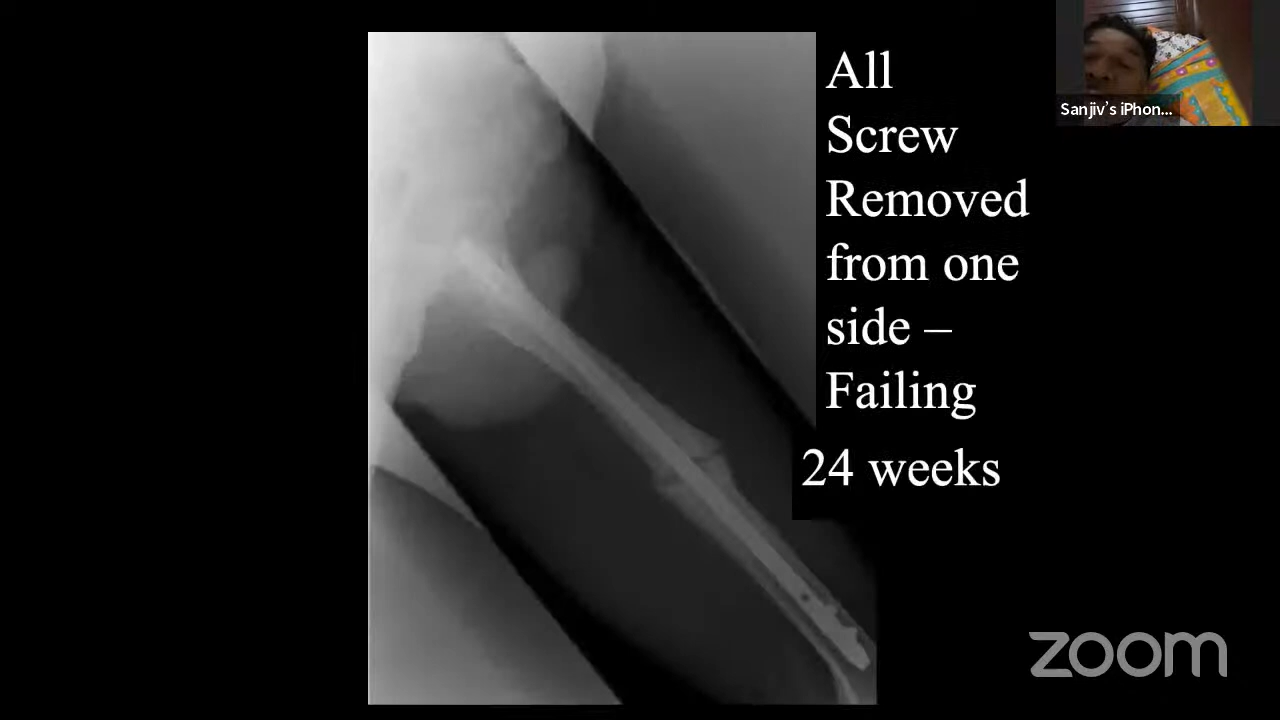 All
Screw
Removed
from one
side –
Failing
24 weeks
Sanjiv's iPhon...
zoom